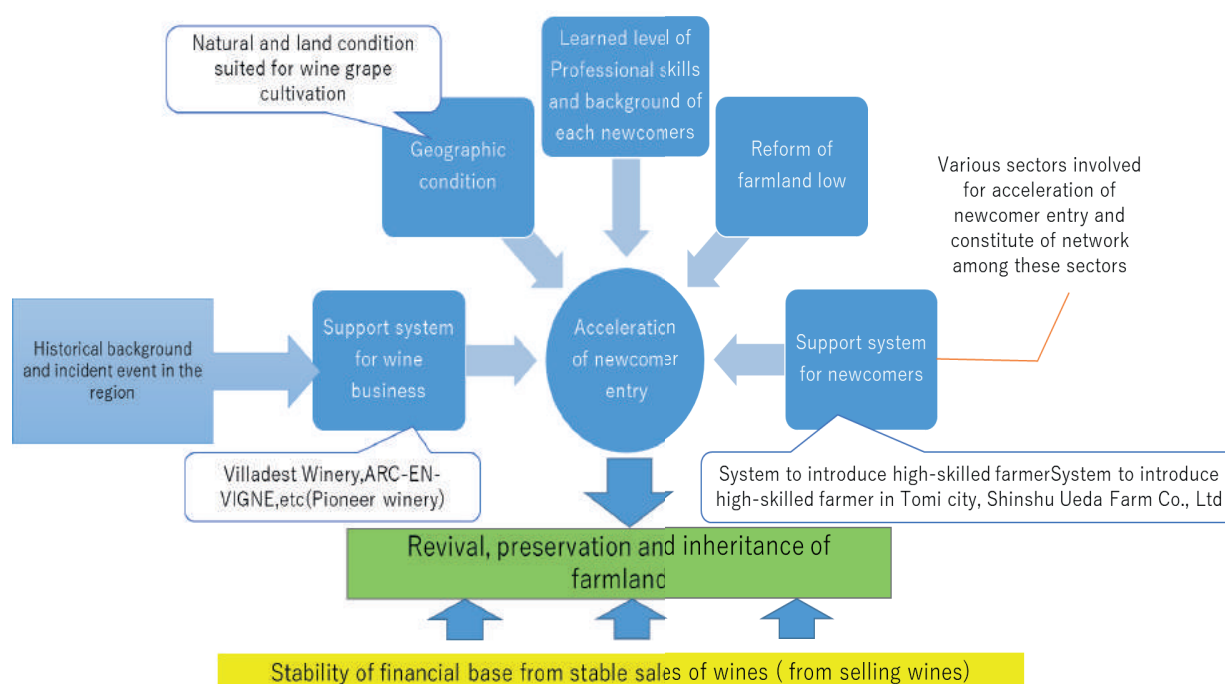 Natural and land condition
suited for wine grape
cultivation
Learned level of
Professional skills
and background of
each newcomers
Geographic
condition
Reform of
farmland low
Various sectors involved
for acceleration of
newcomer entry and
constitute of network
among these sectors
Historical background
and incident event in the
region
Support system
for wine
business
Acceleration
of newcomer
entry
Support system
for newcomers
Villadest Winery,ARC-EN-
VIGNE,etc(Pioneer winery)
System to introduce high-skilled farmerSystem to introduce
high-skilled farmer in Tomi city, Shinshu Ueda Farm Co., Ltd
Revival, preservation and inheritance of
farmland
Stability of financial base from stable sales of wines ( from selling wines)